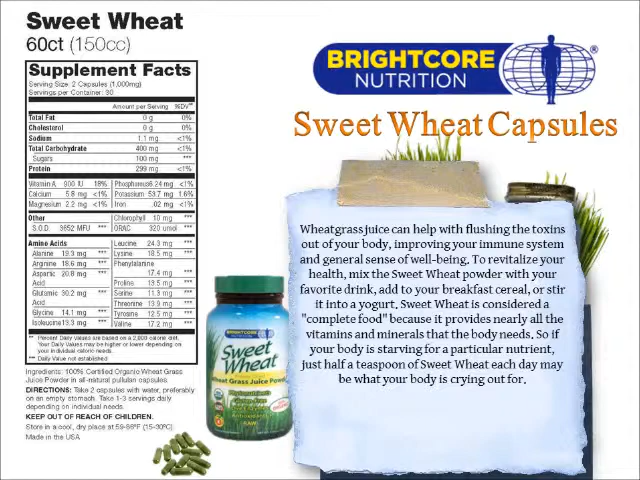 Sweet Wheat
60ct (150cc)
Supplement Facts
Serving Size: 2 Capsules (1,000mg)
Servings per Container: 30
Amount per Serving %DV**
Total Fat 0 g 0%
Cholesterol 0 g 0%
Sodium 1.1 mg <1%
Total Carbohydrate 400 mg <1%
Sugars 100 mg ***
Protein 299 mg <1%
Vitamin A 900 IU 18% Phosphorus 6.24 mg <1%
Calcium 5.8 mg <1% Potassium 53.7 mg 1.6%
Magnesium 2.2 mg <1% Iron .02 mg <1%
Other Chlorophyll 10 mg ***
S.O.D. 3652 MFU *** ORAC 320 umol ***
Amino Acids Leucine 24.3 mg ***
Alanine 19.3 mg *** Lysine 18.5 mg ***
Arginine 18.6 mg *** Phenylalanine
Aspartic 20.8 mg *** 17.4 mg ***
Acid Proline 13.5 mg ***
Glutamic 30.2 mg *** Serine 11.3 mg ***
Acid Threonine 13.9 mg ***
Glycine 14.1 mg *** Tyrosine 12.5 mg ***
Isoleucine 13.3 mg *** Valine 17.2 mg ***
** Percent Daily Values are based on a 2,000 calorie diet.
Your Daily Values may be higher or lower depending on
your individual caloric needs.
*** Daily Value not established
Ingredients: 100% Certified Organic Wheat Grass
Juice Powder in all-natural pullulan capsules.
DIRECTIONS: Take 2 capsules with water, preferably
on an empty stomach. Take 1-3 servings daily
depending on individual needs.
KEEP OUT OF REACH OF CHILDREN.
Store in a cool, dry place at 59-86°F (15-30°C).
Made in the USA
BRIGHTCORE
NUTRITION
®
Sweet Wheat Capsules
Wheatgrass juice can help with flushing the toxins
out of your body, improving your immune system
and general sense of well-being. To revitalize your
health, mix the Sweet Wheat powder with your
favorite drink, add to your breakfast cereal, or stir
it into a yogurt. Sweet Wheat is considered a
"complete food" because it provides nearly all the
vitamins and minerals that the body needs. So if
your body is starving for a particular nutrient,
just half a teaspoon of Sweet Wheat each day may
be what your body is crying out for.
BRIGHTCORE
Sweet
Wheat
Wheat Grass Juice Powder
Phytonutrients
Gluten-Free
Antioxidants
RAW